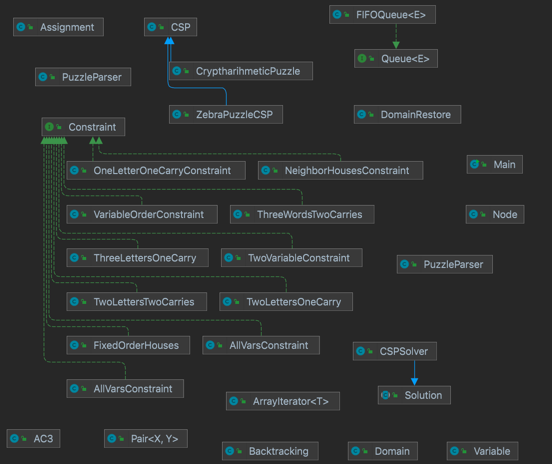 Assignment
CSP
FIFOQueue<E>
Queue<E>
PuzzleParser
CryptharihmeticPuzzle
ZebraPuzzleCSP
DomainRestore
Constraint
OneLetterOneCarryConstraint
NeighborHousesConstraint
Main
VariableOrderConstraint
ThreeWordsTwoCarries
Node
ThreeLettersOneCarry
TwoVariableConstraint
PuzzleParser
TwoLettersTwoCarries
TwoLettersOneCarry
FixedOrderHouses
AllVarsConstraint
CSPSolver
AllVarsConstraint
ArrayIterator<T>
Solution
AC3
Pair<X, Y>
Backtracking
Domain
Variable